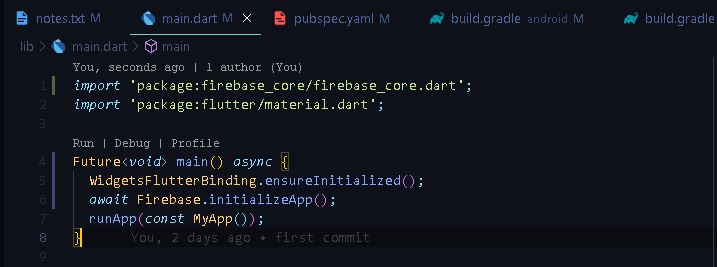 notes.txt M main.dart M pubspec.yaml M build.gradle android M build.gradle
lib > main.dart > main
You, seconds ago | 1 author (You)
1 import 'package:firebase_core/firebase_core.dart';
2 import 'package:flutter/material.dart';
3
Run | Debug | Profile
4 Future<void> main() async {
5 WidgetsFlutterBinding.ensureInitialized();
6 await Firebase.initializeApp();
7 runApp(const MyApp());
8 } You, 2 days ago • first commit
9